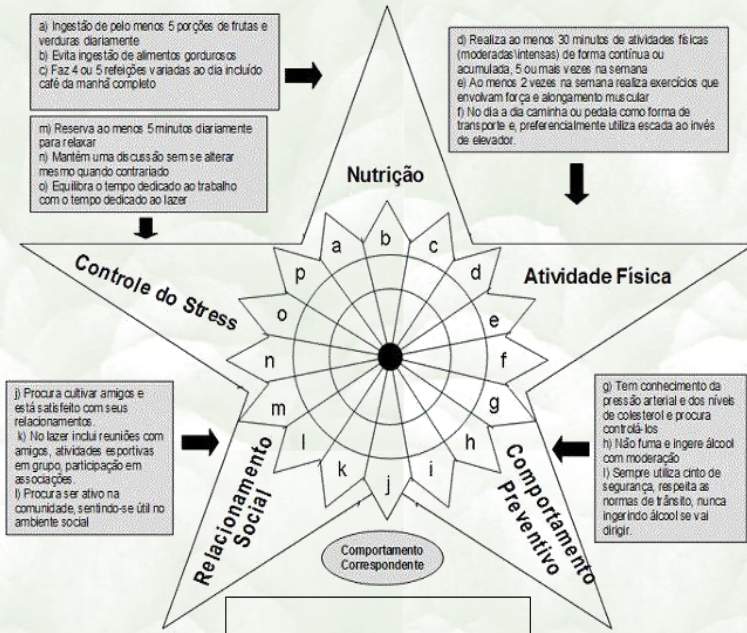 a) Ingestão de pelo menos 5 porções de frutas e
verduras diariamente
b) Evita ingestão de alimentos gordurosos
c) Faz 4 ou 5 refeições variadas ao dia incluído
café da manhã completo
d) Realiza ao menos 30 minutos de atividades físicas
(moderadas\intensas) de forma contínua ou
acumulada, 5 ou mais vezes na semana
e) Ao menos 2 vezes na semana realiza exercícios que
envolvam força e alongamento muscular
f) No dia a dia caminha ou pedala como forma de
transporte e, preferencialmente utiliza escada ao invés
de elevador.
m) Reserva ao menos 5 minutos diariamente
para relaxar
n) Mantém uma discussão sem se alterar
mesmo quando contrariado
o) Equilibra o tempo dedicado ao trabalho
com o tempo dedicado ao lazer
Nutrição
Controle do Stress
Atividade Física
a
b
c
d
e
f
g
h
i
j
k
l
m
n
o
p
j) Procura cultivar amigos e
está satisfeito com seus
relacionamentos.
k) No lazer inclui reuniões com
amigos, atividades esportivas
em grupo, participação em
associações.
l) Procura ser ativo na
comunidade, sentindo-se útil no
ambiente social
g) Tem conhecimento da
pressão arterial e dos níveis
de colesterol e procura
controlá-los
h) Não fuma e ingere álcool
com moderação
I) Sempre utiliza cinto de
segurança, respeita as
normas de trânsito, nunca
ingerindo álcool se vai
dirigir.
Relacionamento
Social
Comportamento
Preventivo
Comportamento
Correspondente